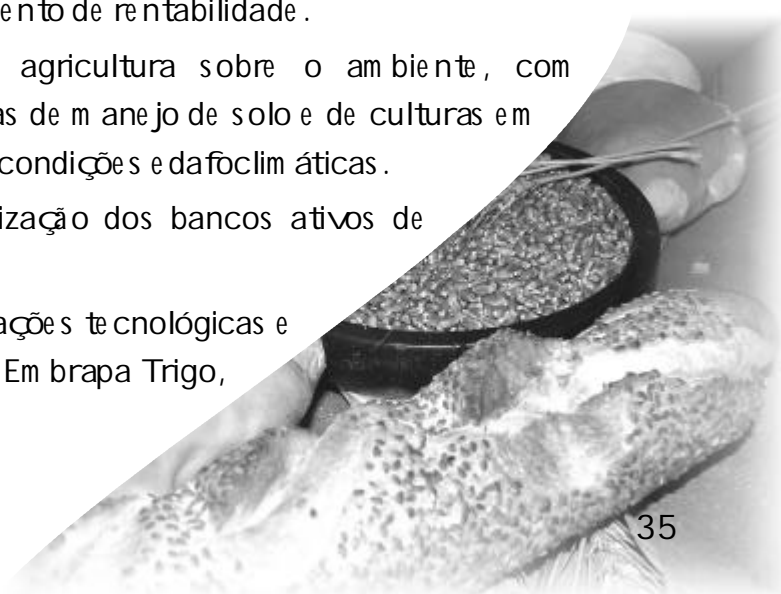 ento de rentabilidade.
agricultura sobre o ambiente, com
as de manejo de solo e de culturas em
condições edafoclimáticas.
ização dos bancos ativos de
ações tecnológicas e
Embrapa Trigo,
35